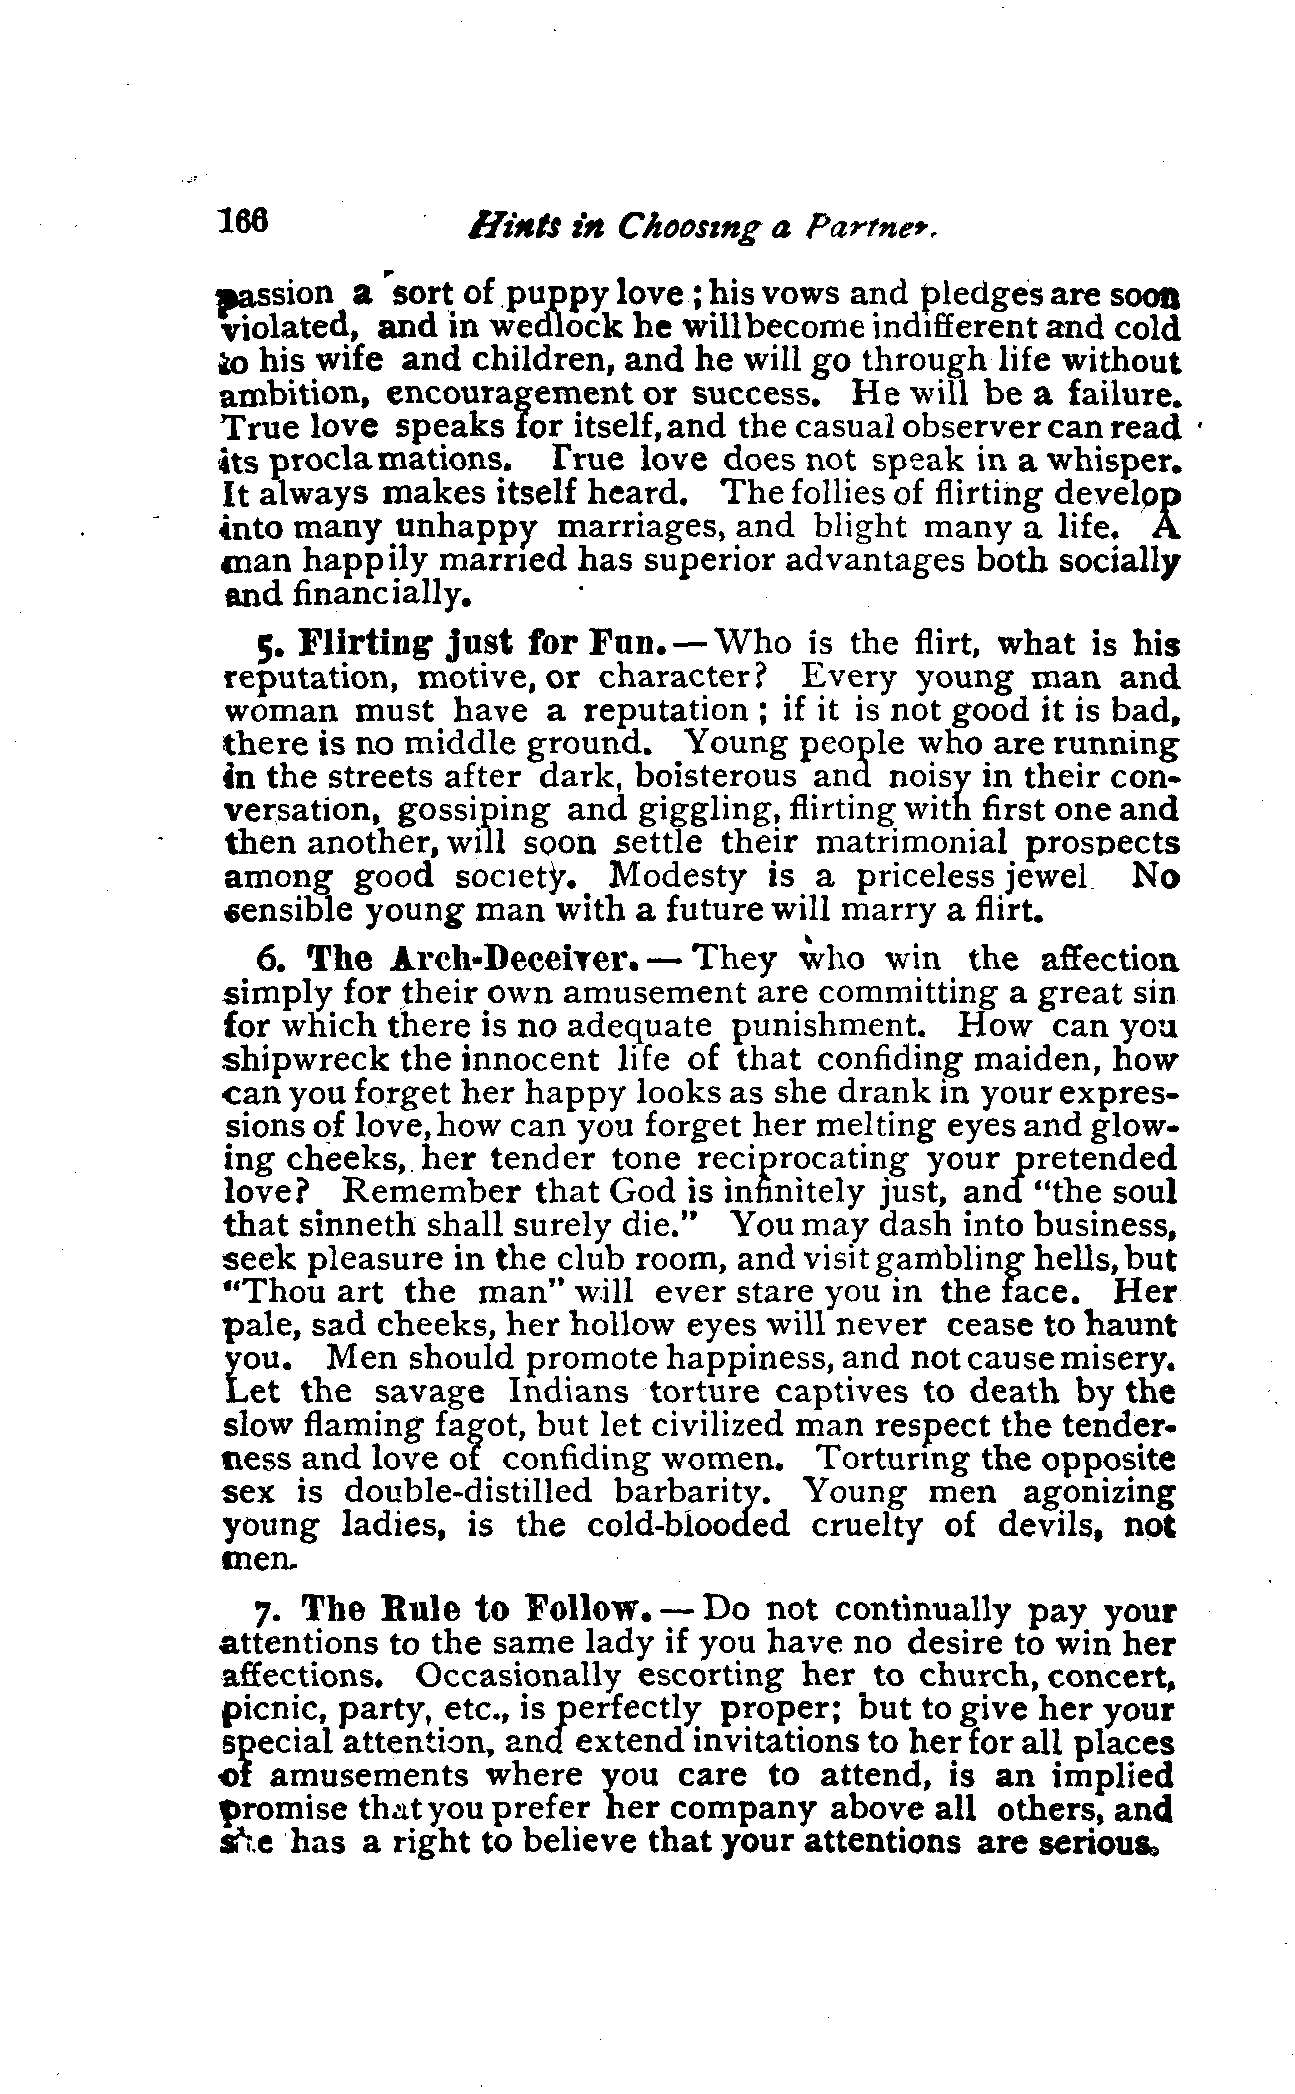 166 Hints in Choosing a Partner.
passion a sort of puppy love; his vows and pledges are soon
violated, and in wedlock he will become indifferent and cold
to his wife and children, and he will go through life without
ambition, encouragement or success. He will be a failure.
True love speaks for itself, and the casual observer can read
its proclamations. True love does not speak in a whisper.
It always makes itself heard. The follies of flirting develop
into many unhappy marriages, and blight many a life. A
man happily married has superior advantages both socially
and financially.
5. Flirting just for Fun.—Who is the flirt, what is his
reputation, motive, or character? Every young man and
woman must have a reputation; if it is not good it is bad,
there is no middle ground. Young people who are running
in the streets after dark, boisterous and noisy in their con-
versation, gossiping and giggling, flirting with first one and
then another, will soon settle their matrimonial prospects
among good society. Modesty is a priceless jewel. No
sensible young man with a future will marry a flirt.
6. The Arch-Deceiver.—They who win the affection
simply for their own amusement are committing a great sin
for which there is no adequate punishment. How can you
shipwreck the innocent life of that confiding maiden, how
can you forget her happy looks as she drank in your expres-
sions of love, how can you forget her melting eyes and glow-
ing cheeks, her tender tone reciprocating your pretended
love? Remember that God is infinitely just, and "the soul
that sinneth shall surely die." You may dash into business,
seek pleasure in the club room, and visit gambling hells, but
"Thou art the man" will ever stare you in the face. Her
pale, sad cheeks, her hollow eyes will never cease to haunt
you. Men should promote happiness, and not cause misery.
Let the savage Indians torture captives to death by the
slow flaming fagot, but let civilized man respect the tender-
ness and love of confiding women. Torturing the opposite
sex is double-distilled barbarity. Young men agonizing
young ladies, is the cold-blooded cruelty of devils, not
men.
7. The Rule to Follow.—Do not continually pay your
attentions to the same lady if you have no desire to win her
affections. Occasionally escorting her to church, concert,
picnic, party, etc., is perfectly proper; but to give her your
special attention, and extend invitations to her for all places
of amusements where you care to attend, is an implied
promise that you prefer her company above all others, and
she has a right to believe that your attentions are serious.